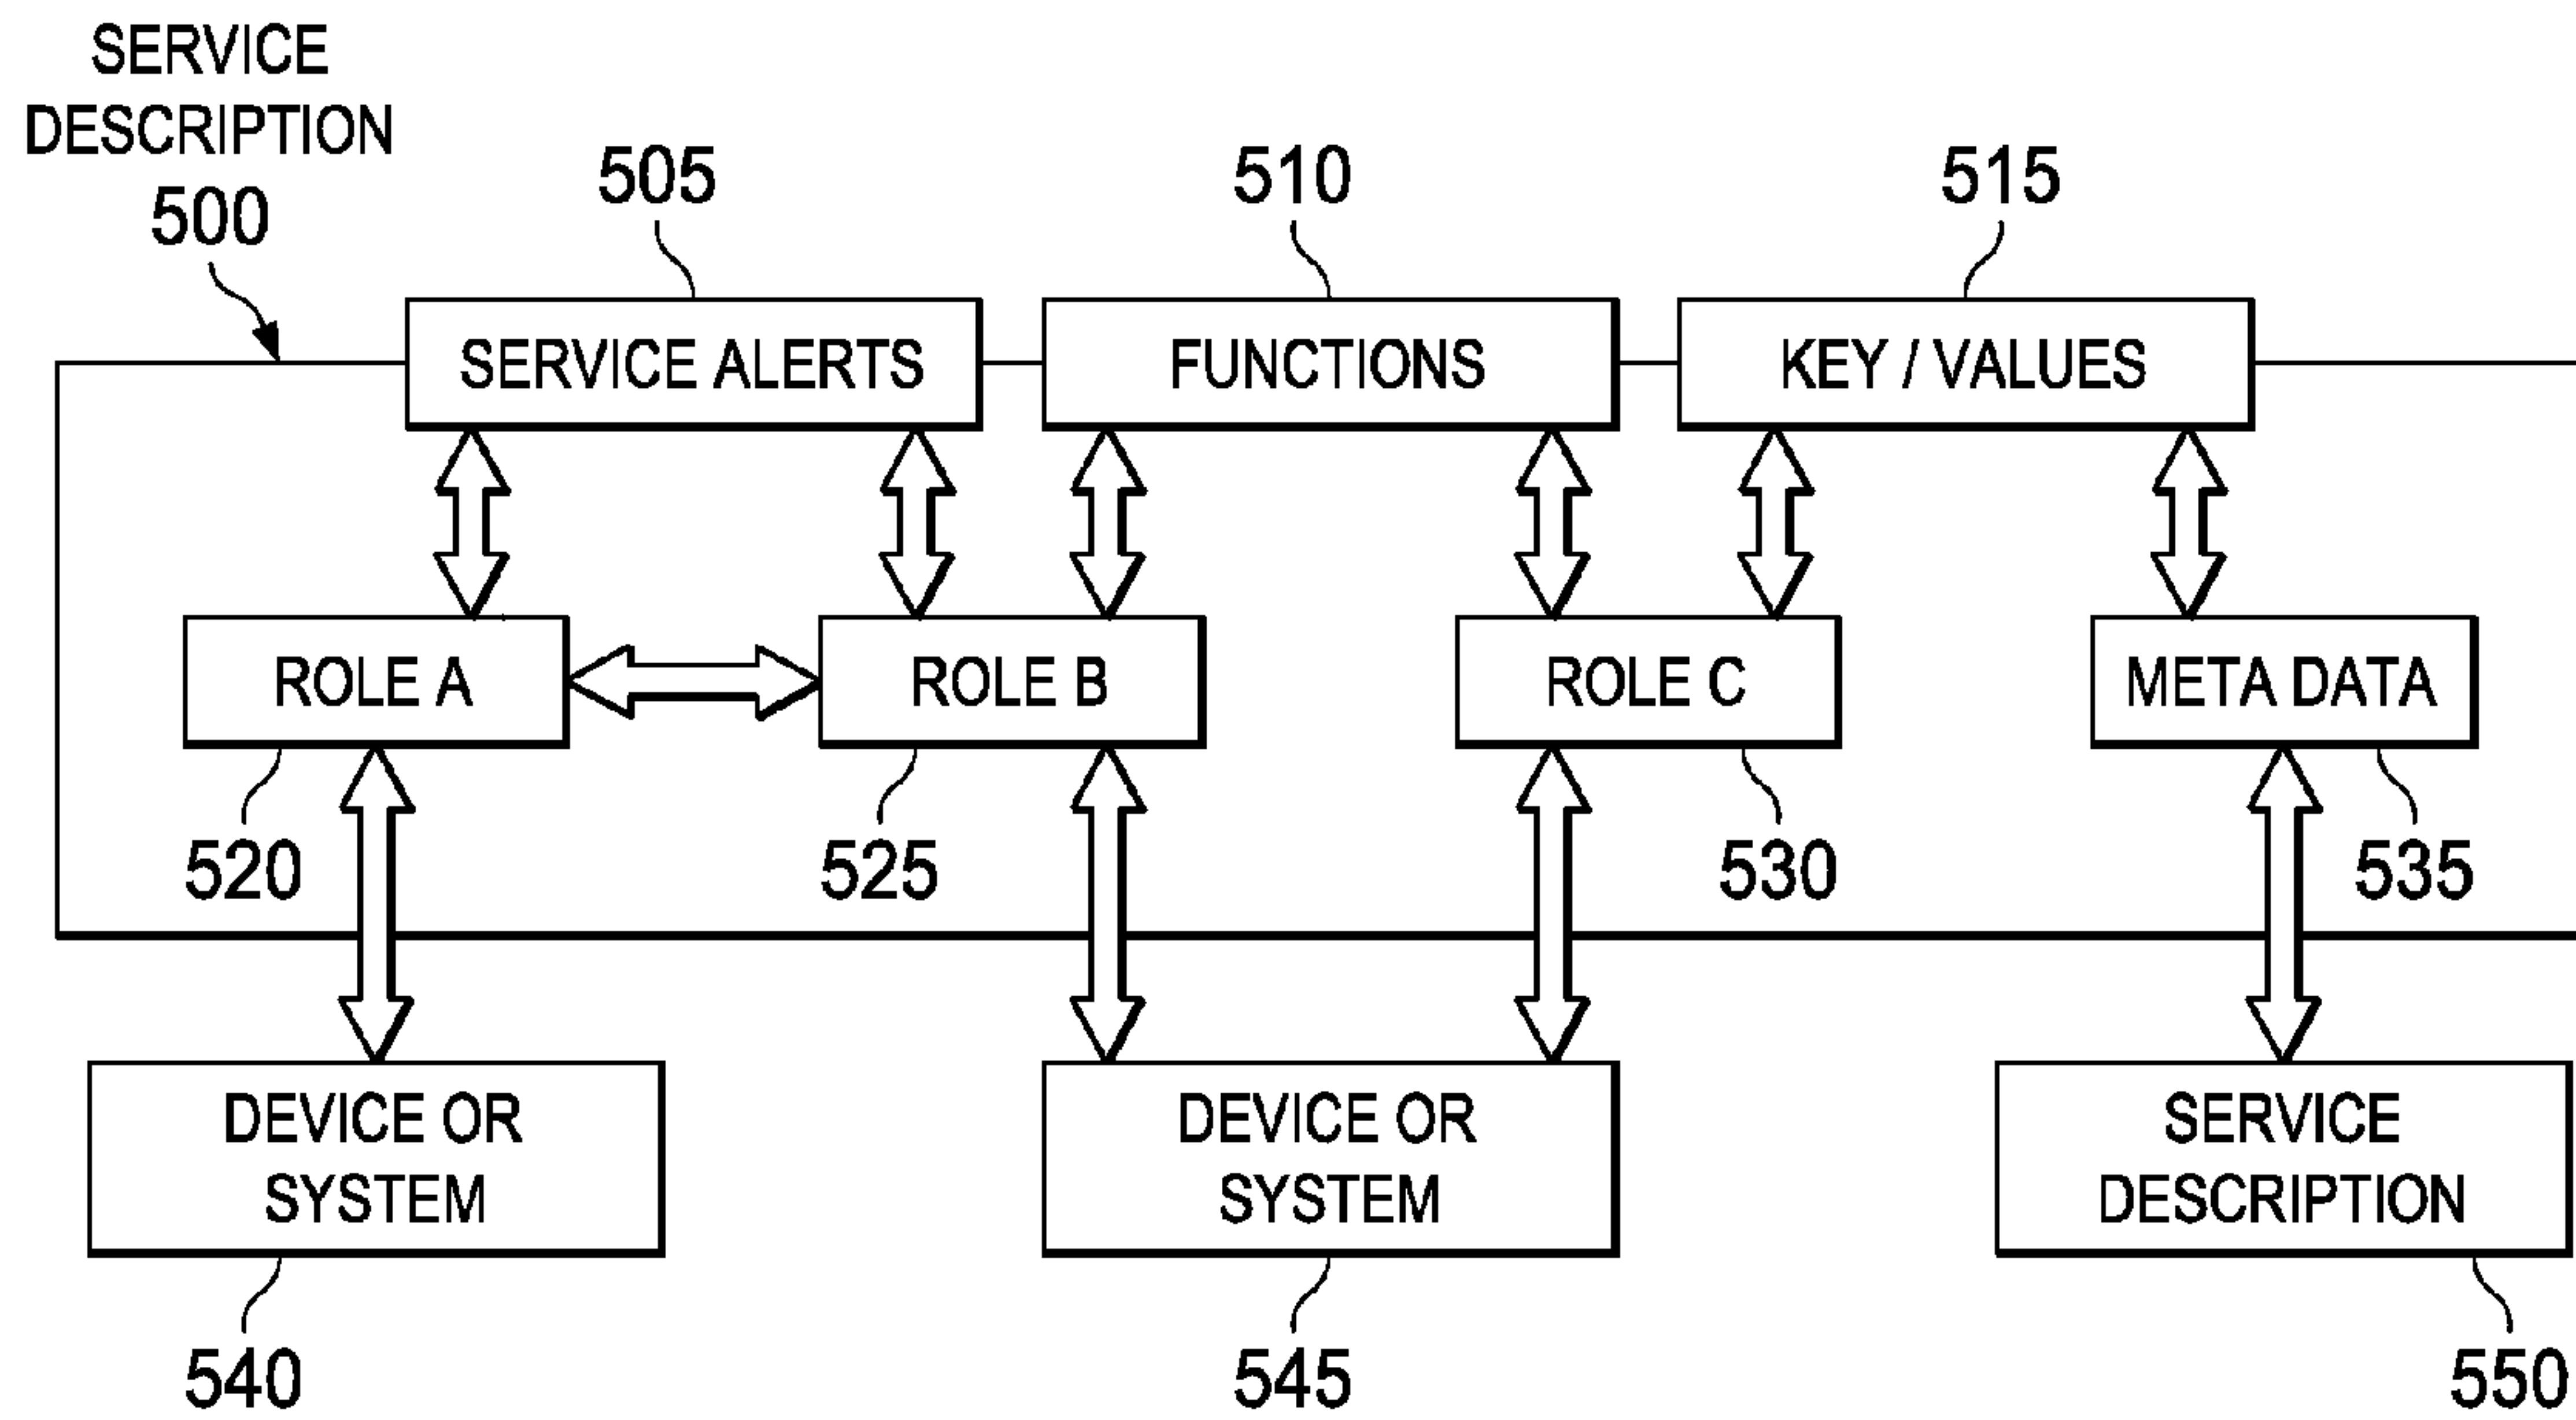 SERVICE
DESCRIPTION
500
505
510
515
SERVICE ALERTS
FUNCTIONS
KEY / VALUES
ROLE A
ROLE B
ROLE C
META DATA
520
525
530
535
DEVICE OR
SYSTEM
DEVICE OR
SYSTEM
SERVICE
DESCRIPTION
540
545
550